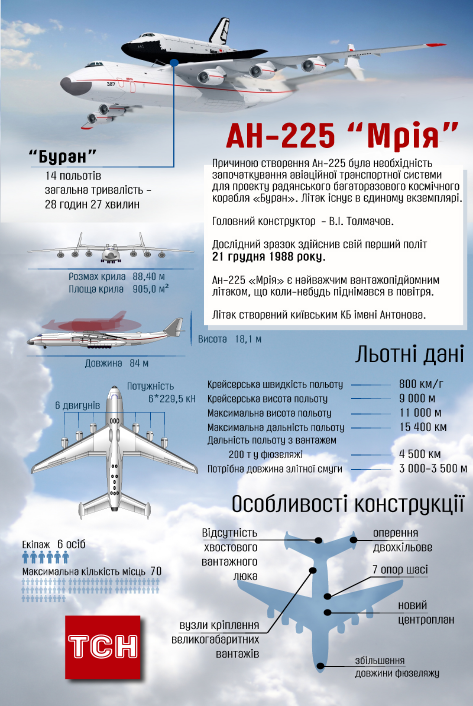 АН-225 “Мрія”
“Буран”
14 польотів
загальна тривалість –
28 годин 27 хвилин
Причиною створення Ан-225 була необхідність
започаткування авіаційної транспортної системи
для проекту радянського багаторазового космічного
корабля «Буран». Літак існує в єдиному екземплярі.
Головний конструктор – В.І. Толмачов.
Дослідний зразок здійснив свій перший політ
21 грудня 1988 року.
Ан-225 «Мрія» є найважчим вантажопідйомним
літаком, що коли-небудь піднімався в повітря.
Літак створений київським КБ імені Антонова.
Розмах крила 88,40 м
Площа крила 905,0 м²
Висота 18,1 м
Довжина 84 м
Потужність
6*229,5 кН
6 двигунів
Екіпаж 6 осіб
Максимальна кількість місць 70
Льотні дані
Крейсерська швидкість польоту 800 км/г
Крейсерська висота польоту 9 000 м
Максимальна висота польоту 11 000 м
Максимальна дальність польоту 15 400 км
Дальність польоту з вантажем
200 т у фюзеляжі 4 500 км
Потрібна довжина злітної смуги 3 000-3 500 м
Особливості конструкції
Відсутність
хвостового
вантажного
люка
оперення
двохкільове
7 опор шасі
новий
центроплан
вузли кріплення
великогабаритних
вантажів
збільшення
довжини фюзеляжу
ТСН